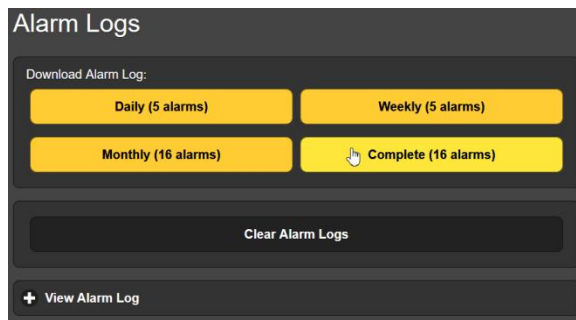 Alarm Logs
Download Alarm Log:
Daily (5 alarms)
Weekly (5 alarms)
Monthly (16 alarms)
Complete (16 alarms)
Clear Alarm Logs
View Alarm Log